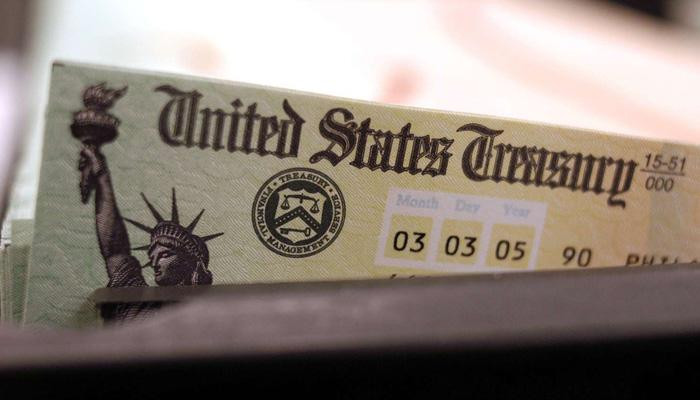 United States Treasury
15-51
000
TREASURY
FINANCIAL MANAGEMENT SERVICE
Month Day Year
03 03 05
90